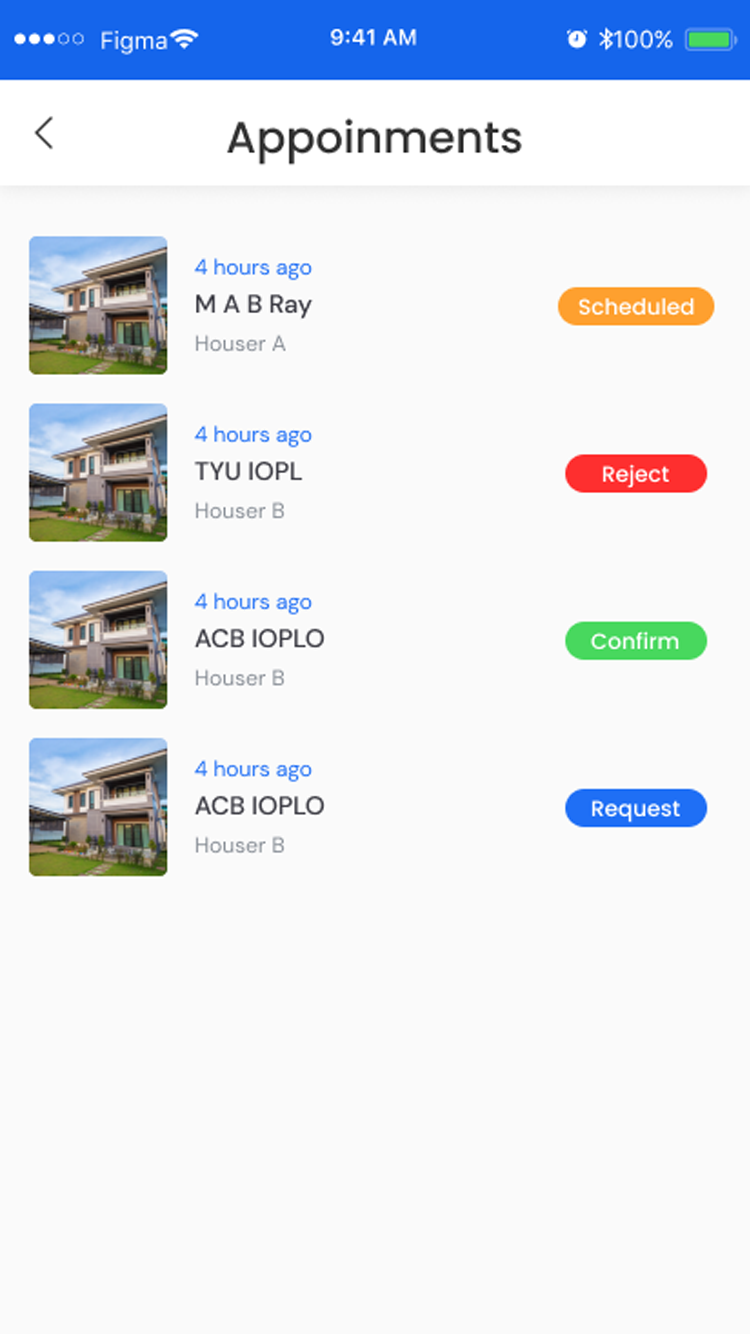 Figma 9:41 AM 100%
Appoinments
4 hours ago
M A B Ray
Houser A
Scheduled
4 hours ago
TYU IOPL
Houser B
Reject
4 hours ago
ACB IOPLO
Houser B
Confirm
4 hours ago
ACB IOPLO
Houser B
Request